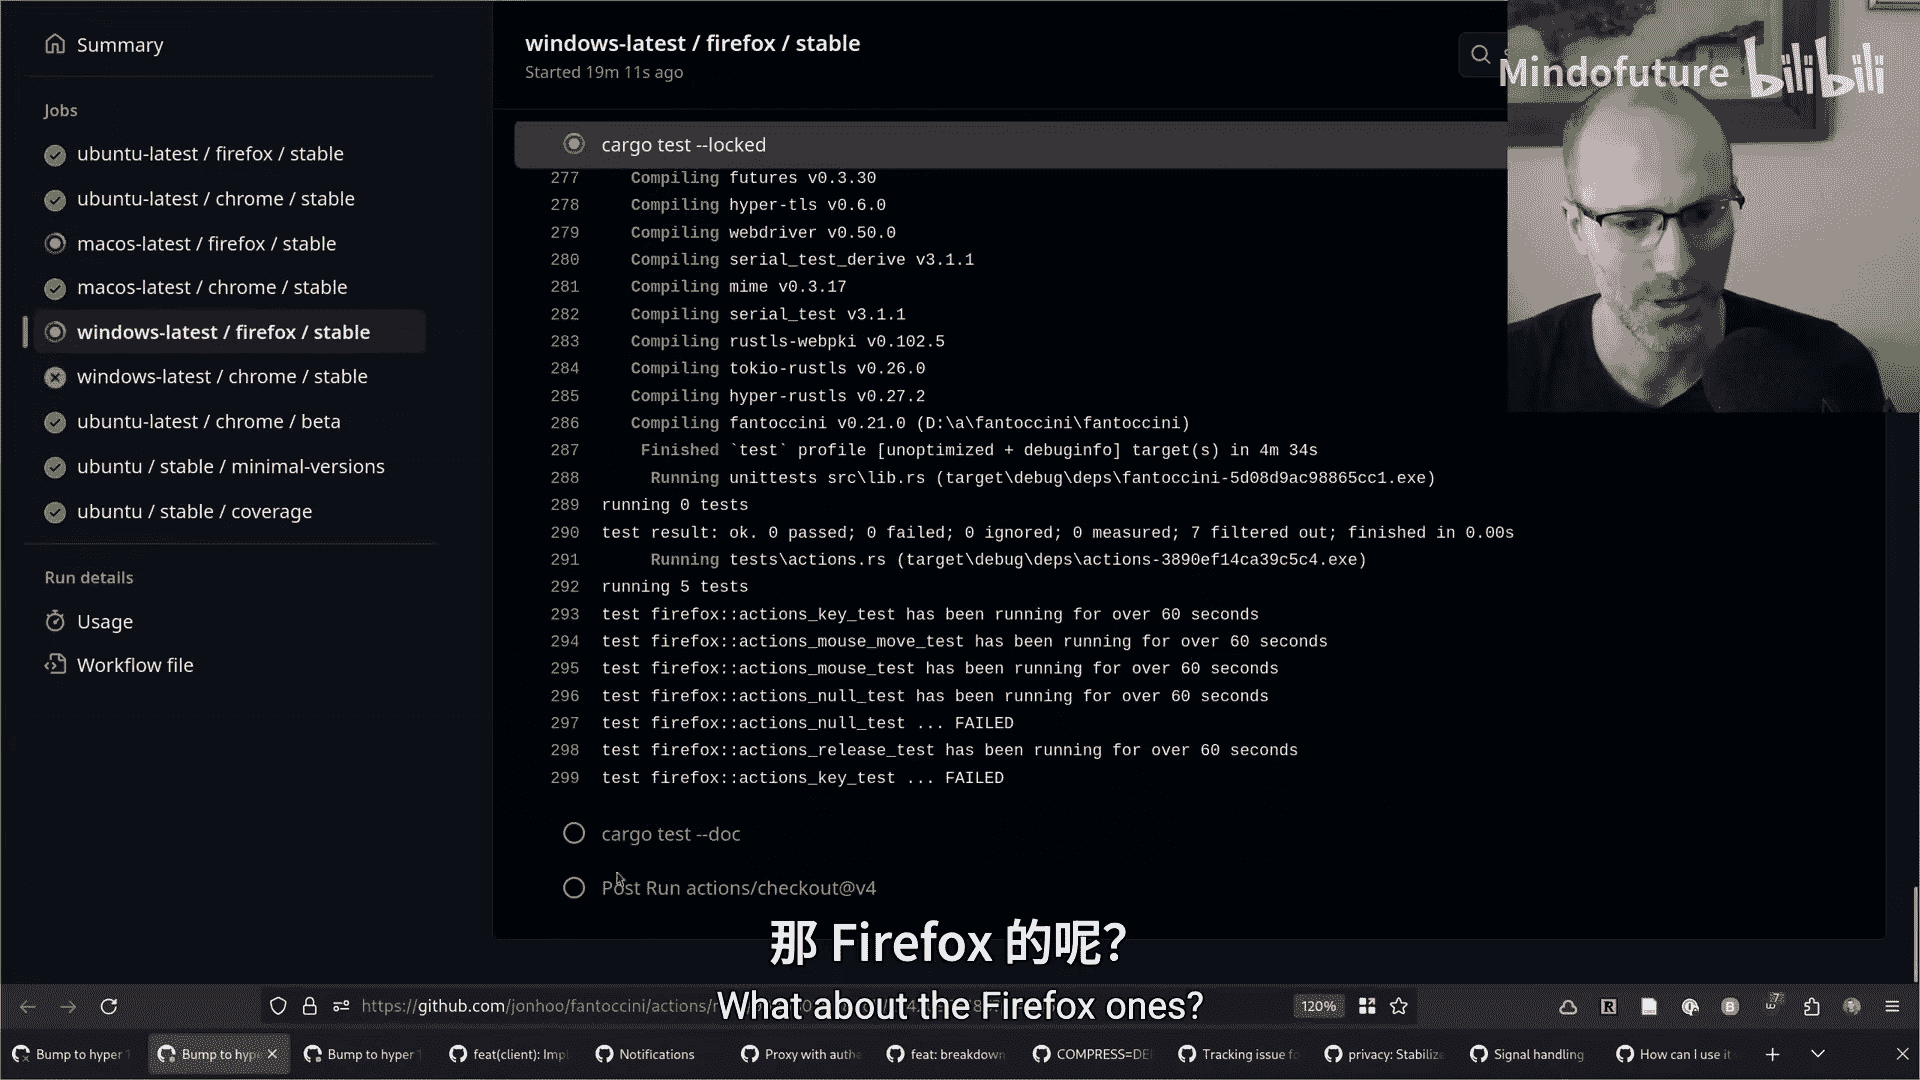 Summary
Jobs
ubuntu-latest / firefox / stable
ubuntu-latest / chrome / stable
macos-latest / firefox / stable
macos-latest / chrome / stable
windows-latest / firefox / stable
windows-latest / chrome / stable
ubuntu-latest / chrome / beta
ubuntu / stable / minimal-versions
ubuntu / stable / coverage
Run details
Usage
Workflow file
windows-latest / firefox / stable
Started 19m 11s ago
Mindofuture bilibili
cargo test --locked
277 Compiling futures v0.3.30
278 Compiling hyper-tls v0.6.0
279 Compiling webdriver v0.50.0
280 Compiling serial_test_derive v3.1.1
281 Compiling mime v0.3.17
282 Compiling serial_test v3.1.1
283 Compiling rustls-webpki v0.102.5
284 Compiling tokio-rustls v0.26.0
285 Compiling hyper-rustls v0.27.2
286 Compiling fantoccini v0.21.0 (D:\a\fantoccini\fantoccini)
287 Finished `test` profile [unoptimized + debuginfo] target(s) in 4m 34s
288 Running unittests src\lib.rs (target\debug\deps\fantoccini-5d08d9ac98865cc1.exe)
289 running 0 tests
290 test result: ok. 0 passed; 0 failed; 0 ignored; 0 measured; 7 filtered out; finished in 0.00s
291 Running tests\actions.rs (target\debug\deps\actions-3890ef14ca39c5c4.exe)
292 running 5 tests
293 test firefox::actions_key_test has been running for over 60 seconds
294 test firefox::actions_mouse_move_test has been running for over 60 seconds
295 test firefox::actions_mouse_test has been running for over 60 seconds
296 test firefox::actions_null_test has been running for over 60 seconds
297 test firefox::actions_null_test ... FAILED
298 test firefox::actions_release_test has been running for over 60 seconds
299 test firefox::actions_key_test ... FAILED
cargo test --doc
Post Run actions/checkout@v4
那 Firefox 的呢？
What about the Firefox ones?
https://github.com/jonhoo/fantoccini/actions/
120%
Bump to hyper
Bump to hype
Bump to hyper
feat(client): Impl
Notifications
Proxy with auth
feat: breakdown
COMPRESS=DE
Tracking issue fo
privacy: Stabilize
Signal handling
How can I use it